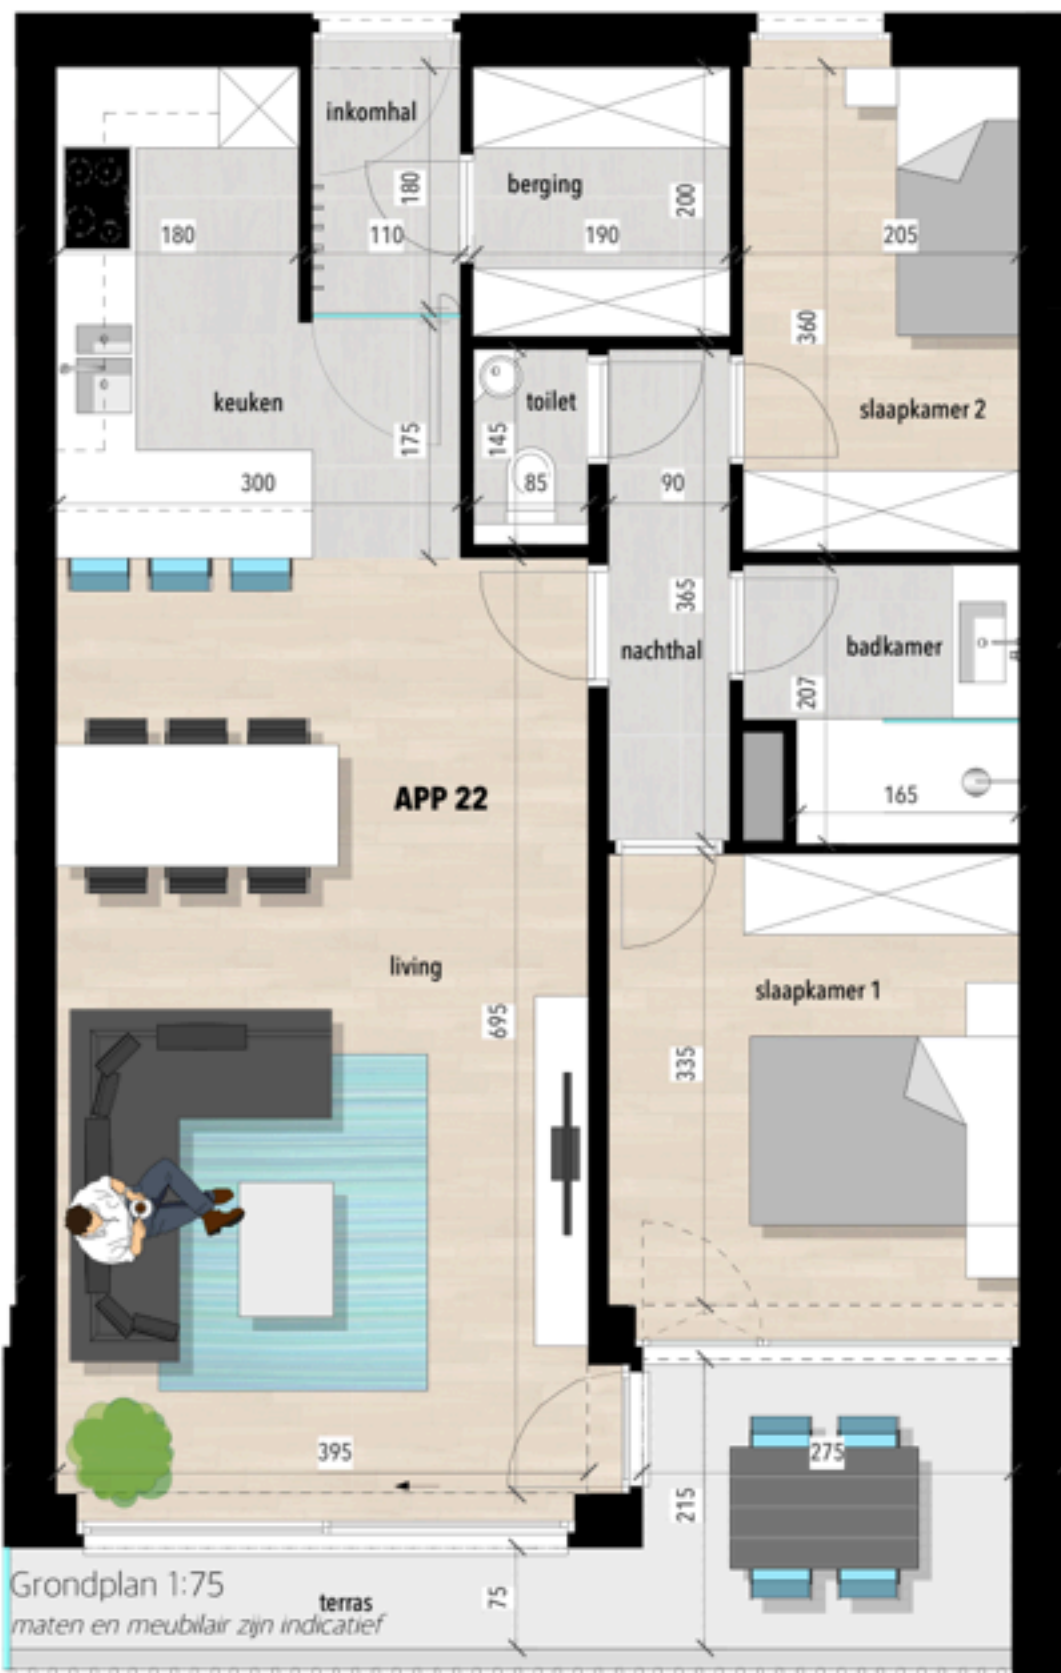 inkomhal
berging
180
200
180
110
190
205
360
keuken
toilet
slaapkamer 2
175
145
300
85
90
365
nachthal
badkamer
207
APP 22
165
living
slaapkamer 1
695
335
395
275
215
Grondplan 1:75
terras
75
maten en meubilair zijn indicatief